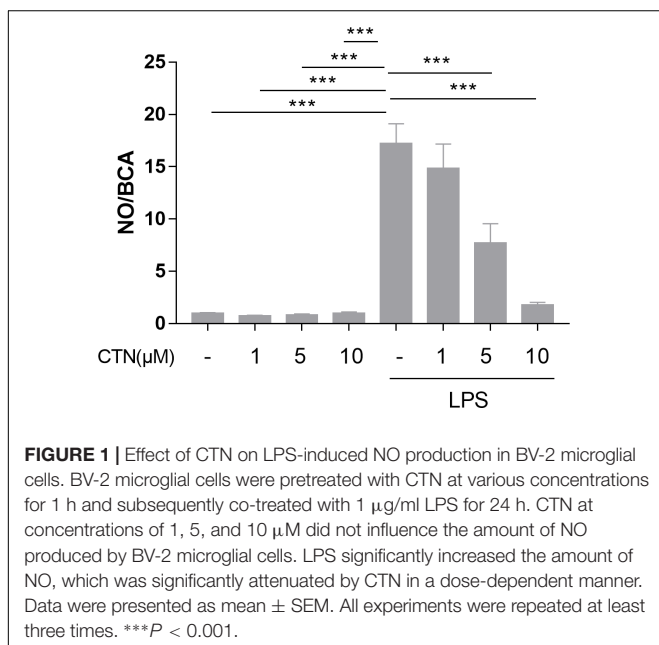 ***
***
***
***
***
***
25
20
15
10
5
0
NO/BCA
CTN(μM) - 1 5 10 - 1 5 10
LPS
FIGURE 1 | Effect of CTN on LPS-induced NO production in BV-2 microglial
cells. BV-2 microglial cells were pretreated with CTN at various concentrations
for 1 h and subsequently co-treated with 1 μg/ml LPS for 24 h. CTN at
concentrations of 1, 5, and 10 μM did not influence the amount of NO
produced by BV-2 microglial cells. LPS significantly increased the amount of
NO, which was significantly attenuated by CTN in a dose-dependent manner.
Data were presented as mean ± SEM. All experiments were repeated at least
three times. ***P < 0.001.